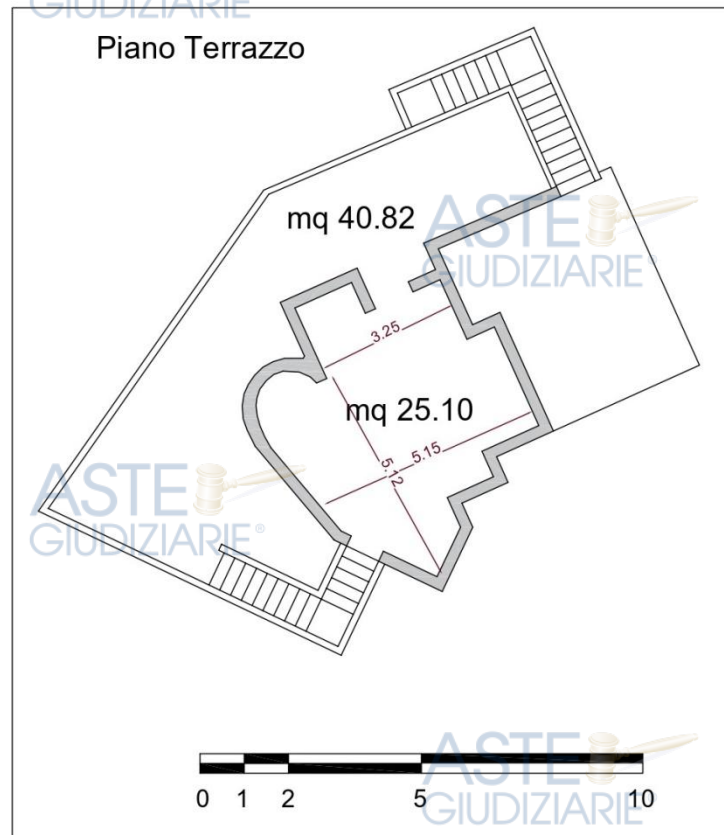 GIUDIZIARIE
Piano Terrazzo
mq 40.82
ASTE
GIUDIZIARIE®
3.25
mq 25.10
5.15
5.12
ASTE
GIUDIZIARIE®
ASTE
GIUDIZIARIE
0 1 2 5 10